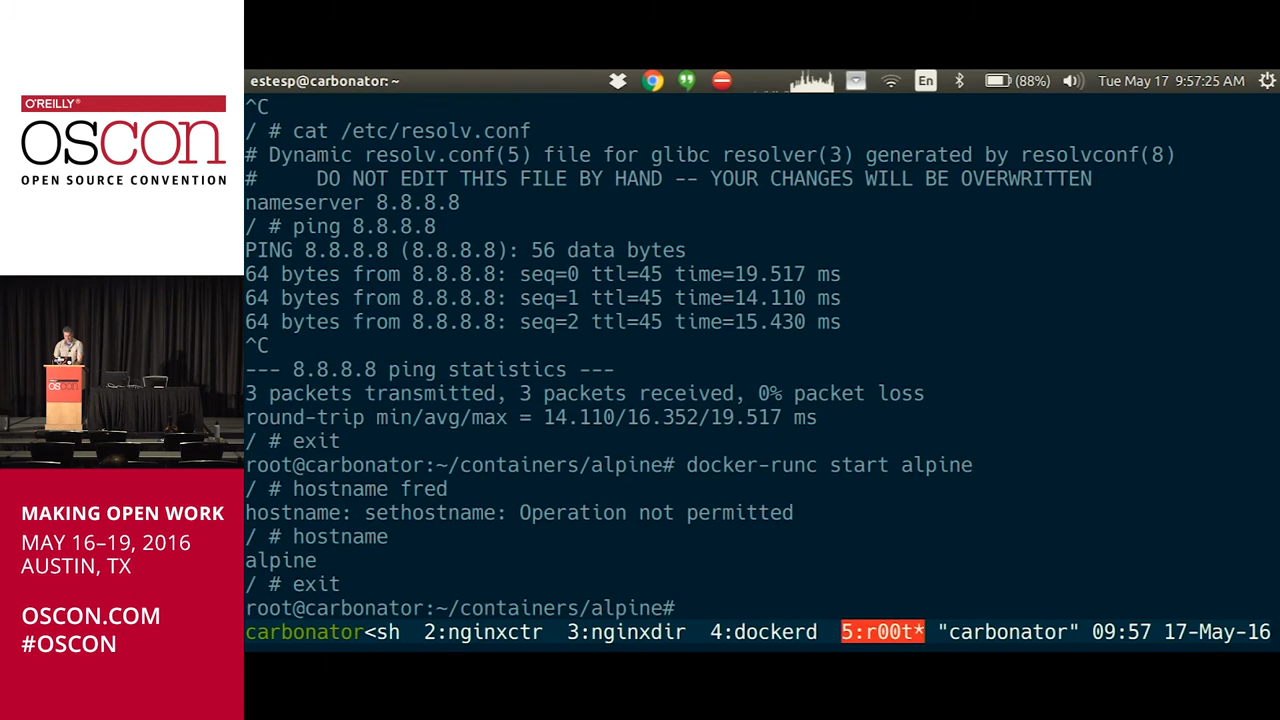 O'REILLY®
OSCON
OPEN SOURCE CONVENTION
MAKING OPEN WORK
MAY 16–19, 2016
AUSTIN, TX
OSCON.COM
#OSCON
estesp@carbonator: ~
En
(88%)
Tue May 17 9:57:25 AM
^C
/ # cat /etc/resolv.conf
# Dynamic resolv.conf(5) file for glibc resolver(3) generated by resolvconf(8)
#     DO NOT EDIT THIS FILE BY HAND -- YOUR CHANGES WILL BE OVERWRITTEN
nameserver 8.8.8.8
/ # ping 8.8.8.8
PING 8.8.8.8 (8.8.8.8): 56 data bytes
64 bytes from 8.8.8.8: seq=0 ttl=45 time=19.517 ms
64 bytes from 8.8.8.8: seq=1 ttl=45 time=14.110 ms
64 bytes from 8.8.8.8: seq=2 ttl=45 time=15.430 ms
^C
--- 8.8.8.8 ping statistics ---
3 packets transmitted, 3 packets received, 0% packet loss
round-trip min/avg/max = 14.110/16.352/19.517 ms
/ # exit
root@carbonator:~/containers/alpine# docker-runc start alpine
/ # hostname fred
hostname: sethostname: Operation not permitted
/ # hostname
alpine
/ # exit
root@carbonator:~/containers/alpine#
carbonator<sh  2:nginxctr  3:nginxdir  4:dockerd  5:r00t* "carbonator" 09:57 17-May-16
oscon